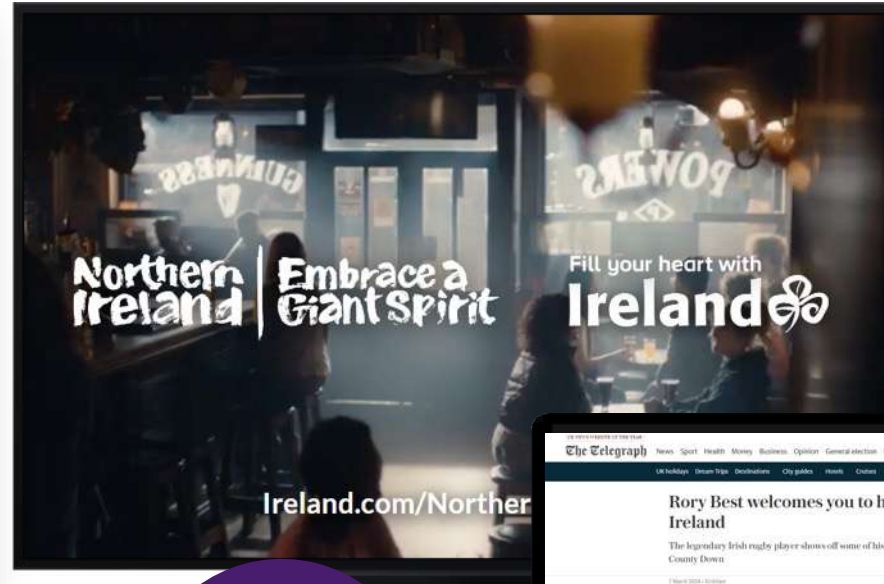 GUINNESS
POWERS
P
Northern
Ireland
Embrace a
Giant Spirit
Fill your heart with
Ireland
Ireland.com/Norther
The Telegraph
News Sport Health Money Business Opinion General election
UK holidays Dream Trips Destinations City guides Hotels Cruises
Rory Best welcomes you to h
Ireland
The legendary Irish rugby player shows off some of his
County Down